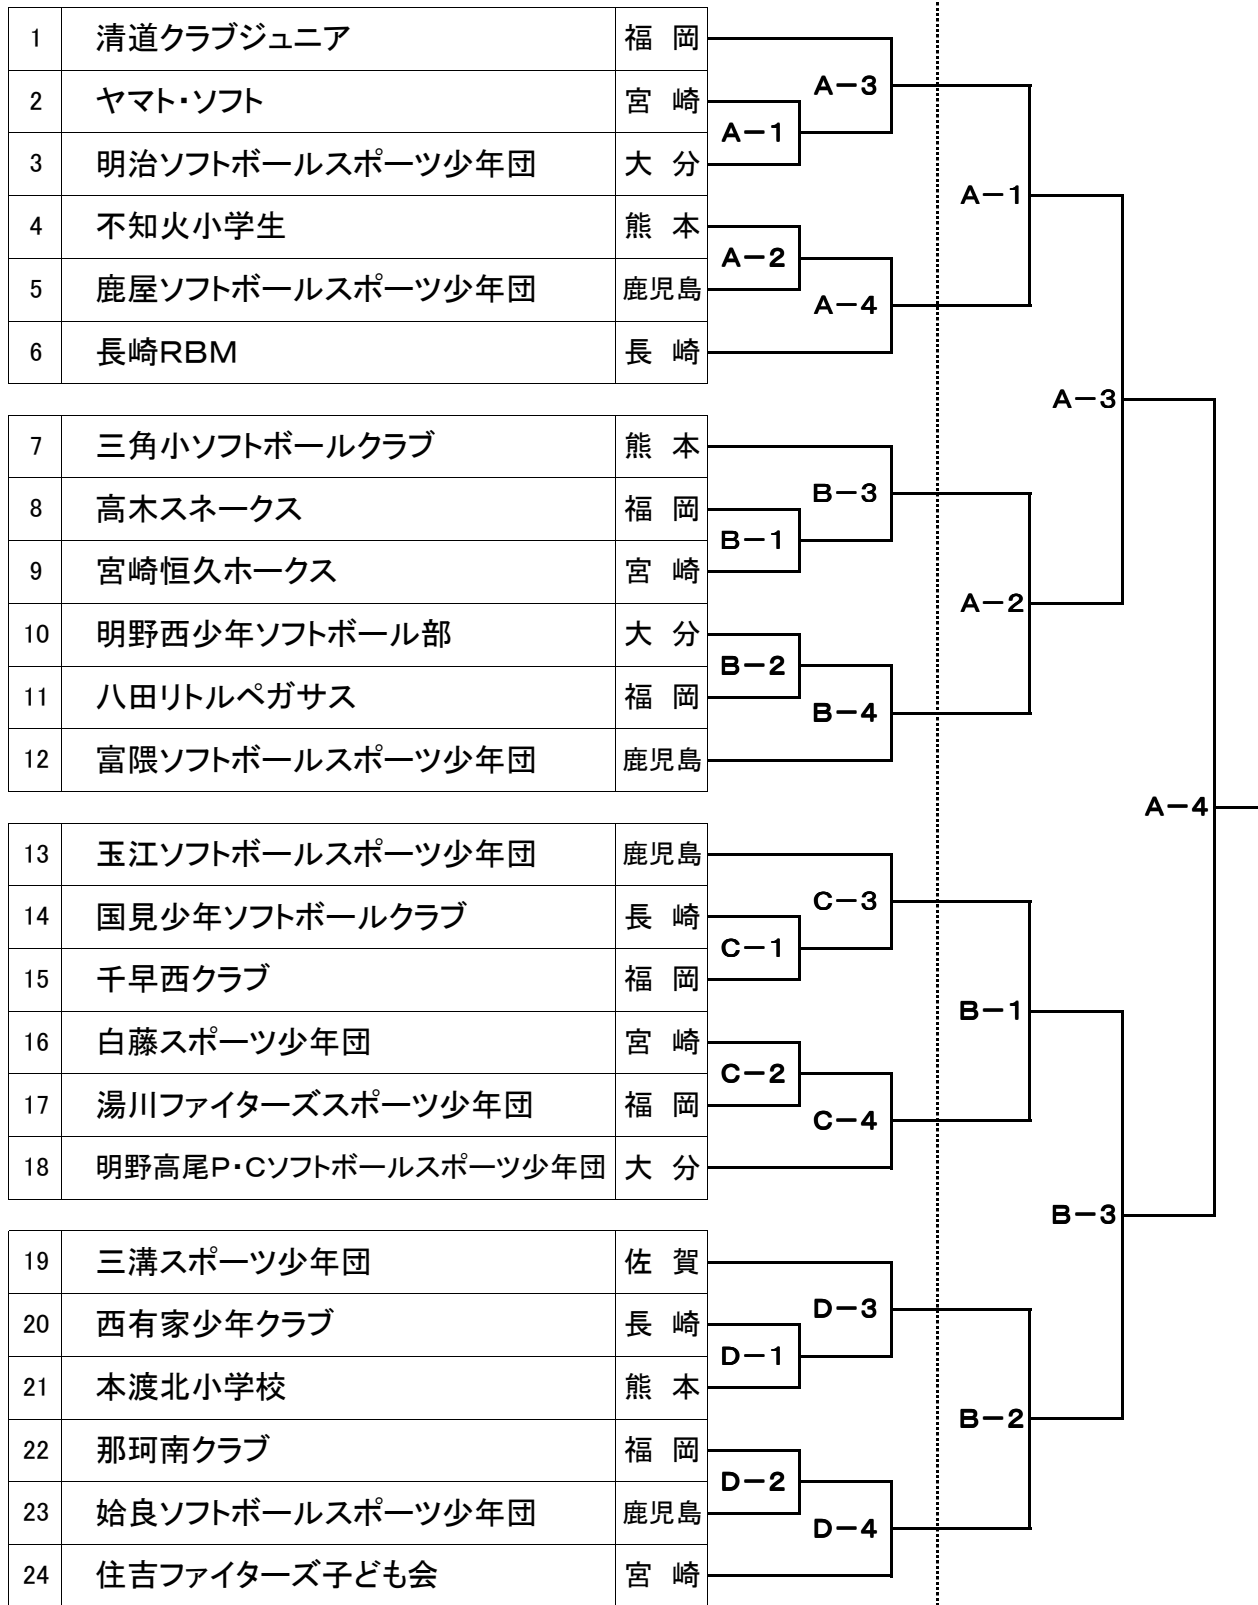 1 清道クラブジュニア 福 岡
2 ヤマト・ソフト 宮 崎
3 明治ソフトボールスポーツ少年団 大 分
4 不知火小学生 熊 本
5 鹿屋ソフトボールスポーツ少年団 鹿児島
6 長崎RBM 長 崎
A-1
A-2
A-3
A-4
A-1
7 三角小ソフトボールクラブ 熊 本
8 高木スネークス 福 岡
9 宮崎恒久ホークス 宮 崎
10 明野西少年ソフトボール部 大 分
11 八田リトルペガサス 福 岡
12 富隈ソフトボールスポーツ少年団 鹿児島
B-1
B-2
B-3
B-4
A-2
A-3
13 玉江ソフトボールスポーツ少年団 鹿児島
14 国見少年ソフトボールクラブ 長 崎
15 千早西クラブ 福 岡
16 白藤スポーツ少年団 宮 崎
17 湯川ファイターズスポーツ少年団 福 岡
18 明野高尾P・Cソフトボールスポーツ少年団 大 分
C-1
C-2
C-3
C-4
B-1
19 三溝スポーツ少年団 佐 賀
20 西有家少年クラブ 長 崎
21 本渡北小学校 熊 本
22 那珂南クラブ 福 岡
23 姶良ソフトボールスポーツ少年団 鹿児島
24 住吉ファイターズ子ども会 宮 崎
D-1
D-2
D-3
D-4
B-2
B-3
A-4